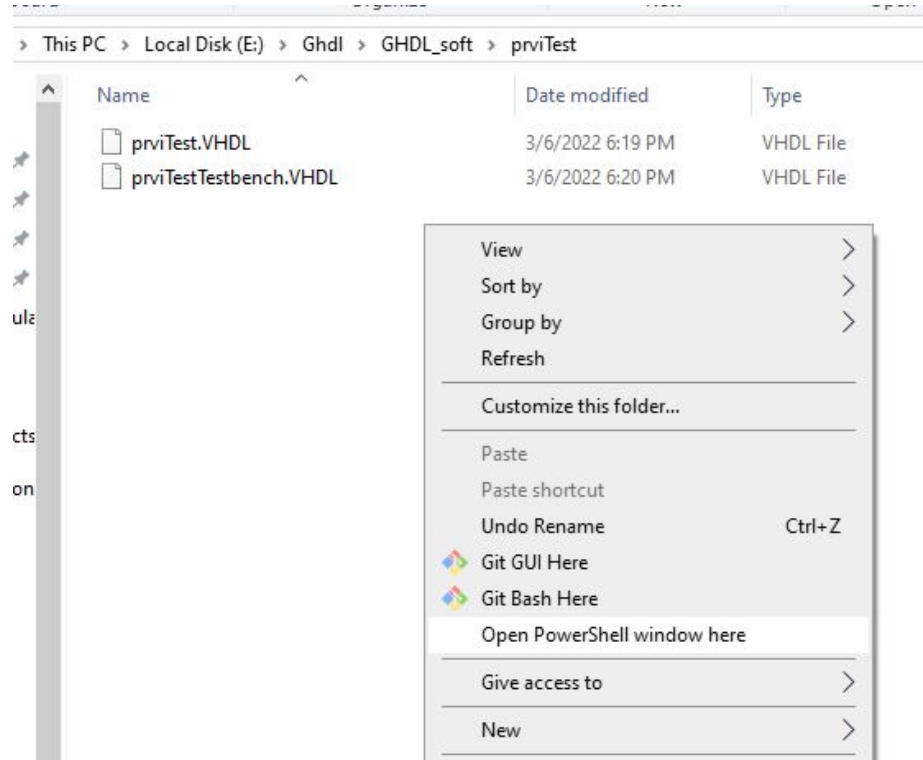 This PC > Local Disk (E:) > Ghdl > GHDL_soft > prviTest
Name Date modified Type
prviTest.VHDL 3/6/2022 6:19 PM VHDL File
prviTestTestbench.VHDL 3/6/2022 6:20 PM VHDL File
View
Sort by
Group by
Refresh
ula
Customize this folder...
cts
Paste
on
Paste shortcut
Undo Rename Ctrl+Z
Git GUI Here
Git Bash Here
Open PowerShell window here
Give access to
New